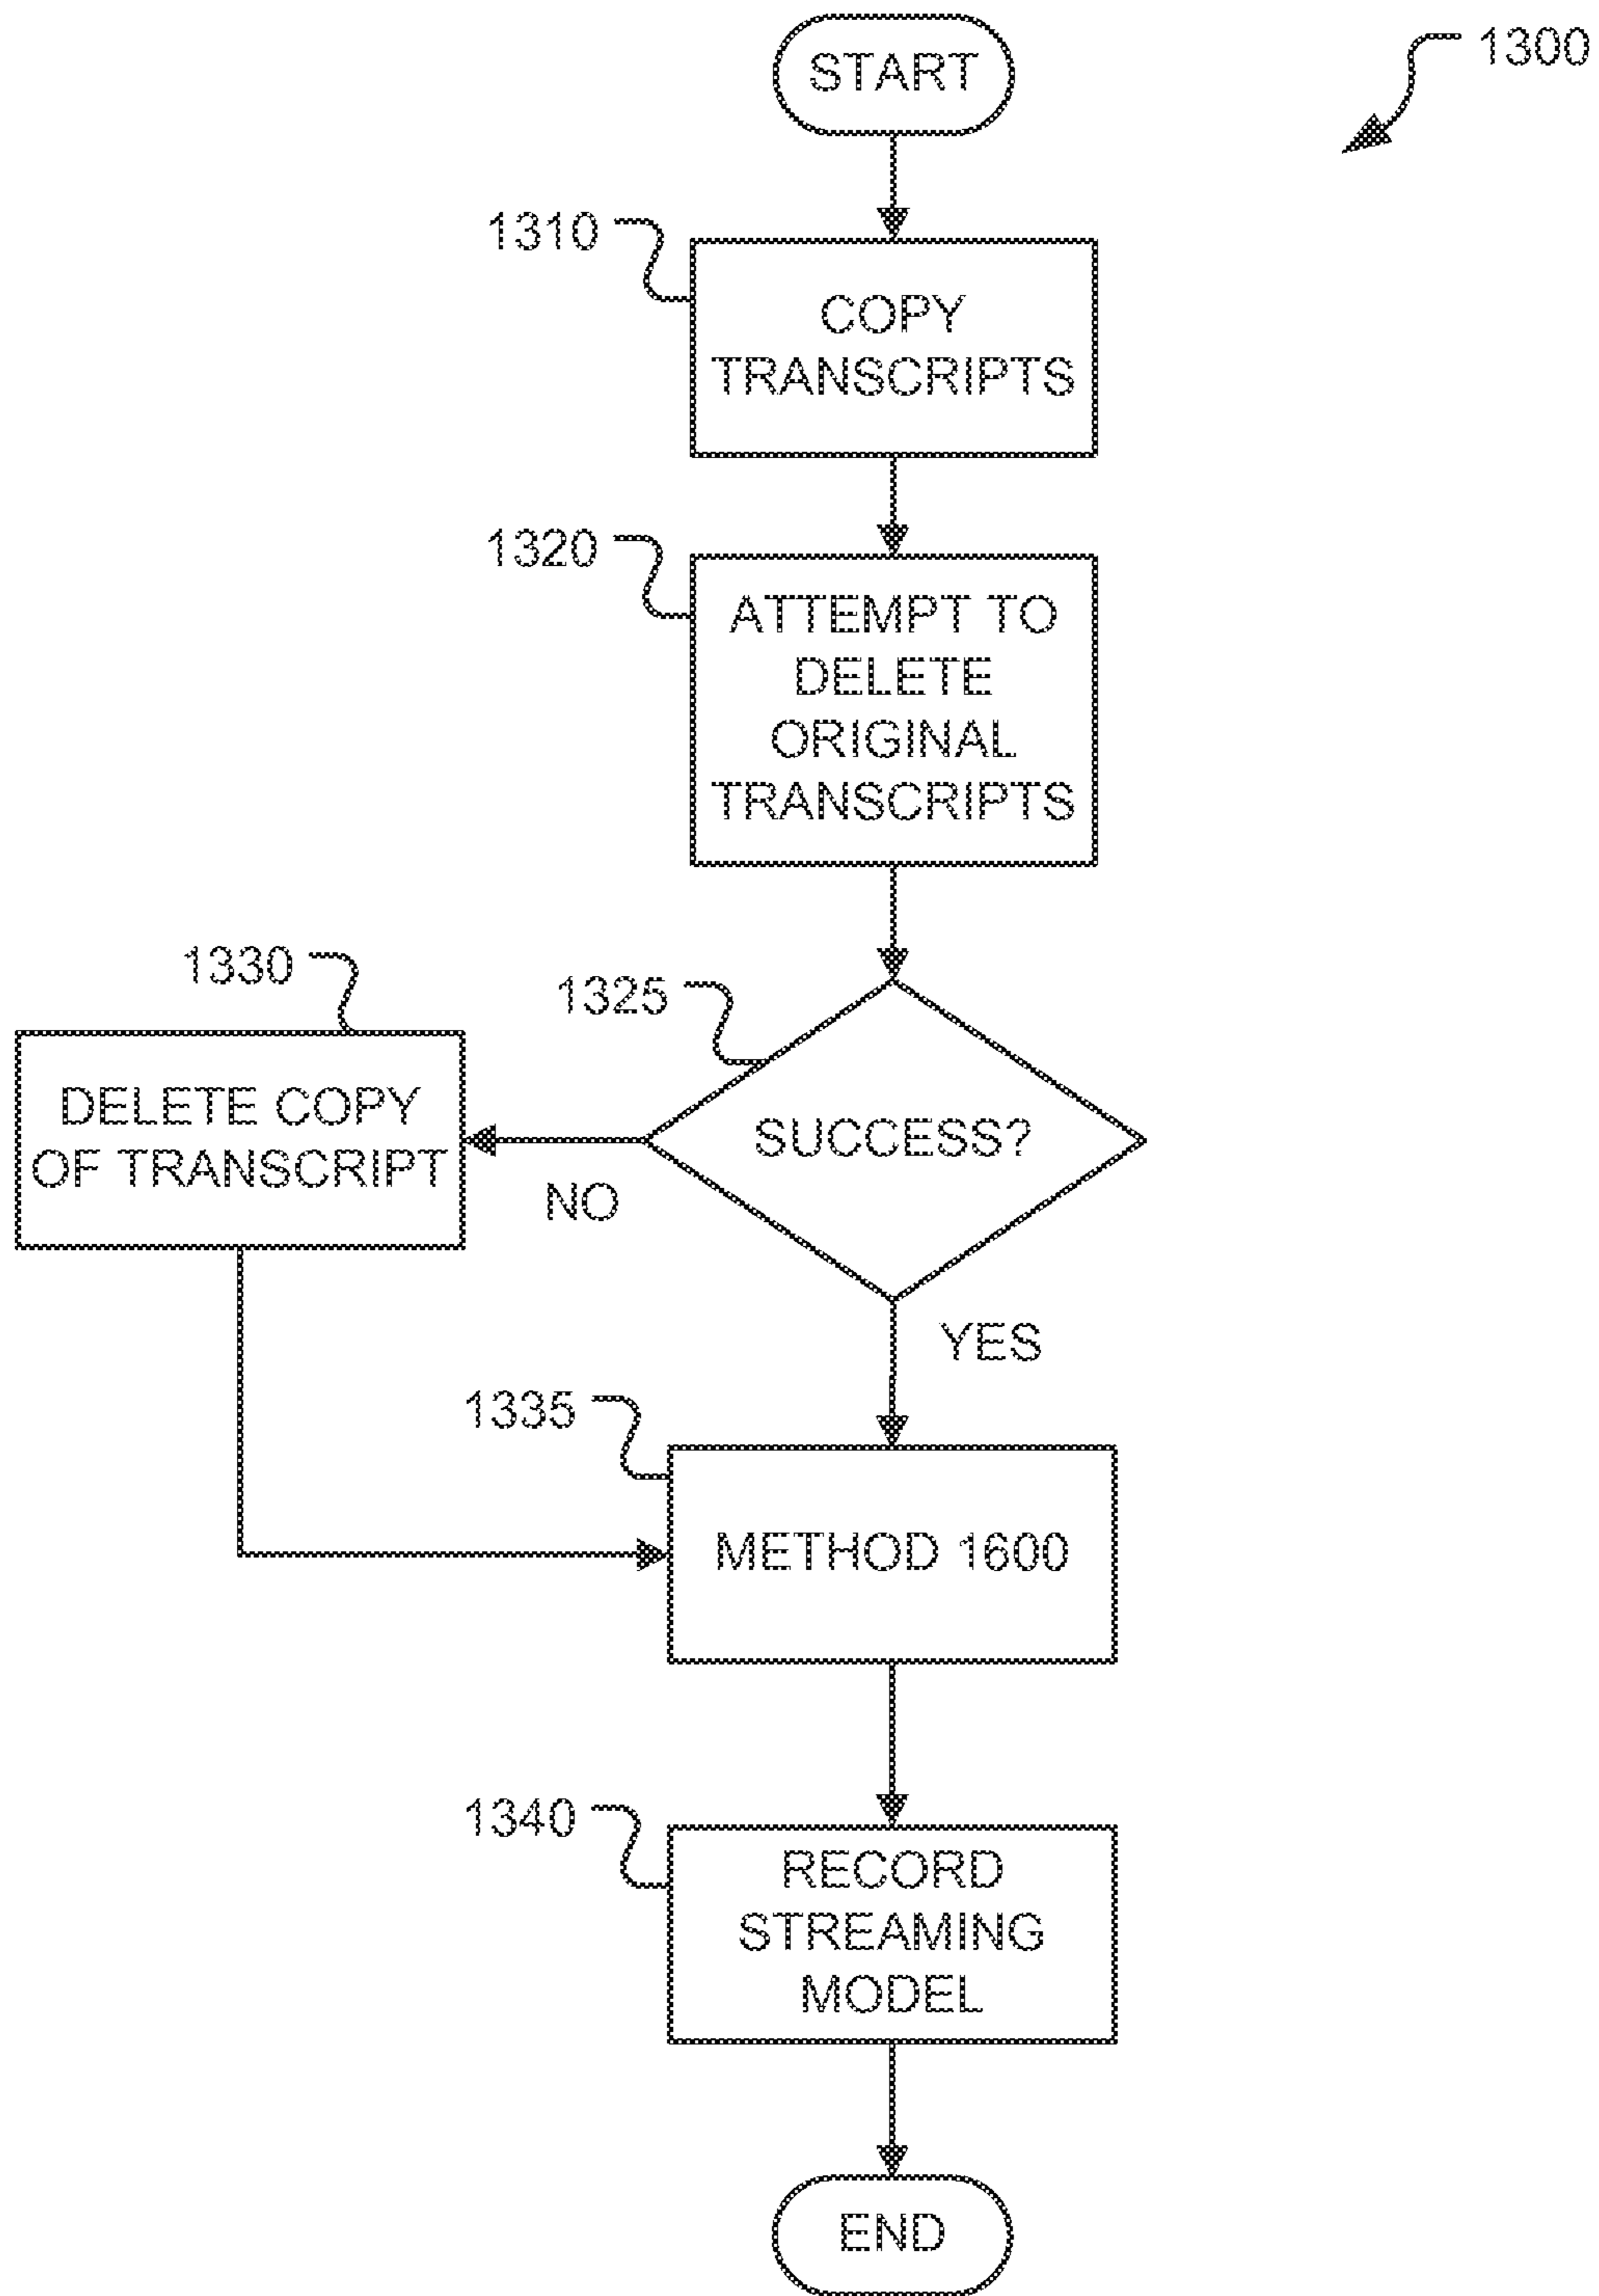 START
1300
1310
COPY
TRANSCRIPTS
1320
ATTEMPT TO
DELETE
ORIGINAL
TRANSCRIPTS
1330
1325
DELETE COPY
OF TRANSCRIPT
SUCCESS?
NO
YES
1335
METHOD 1600
1340
RECORD
STREAMING
MODEL
END